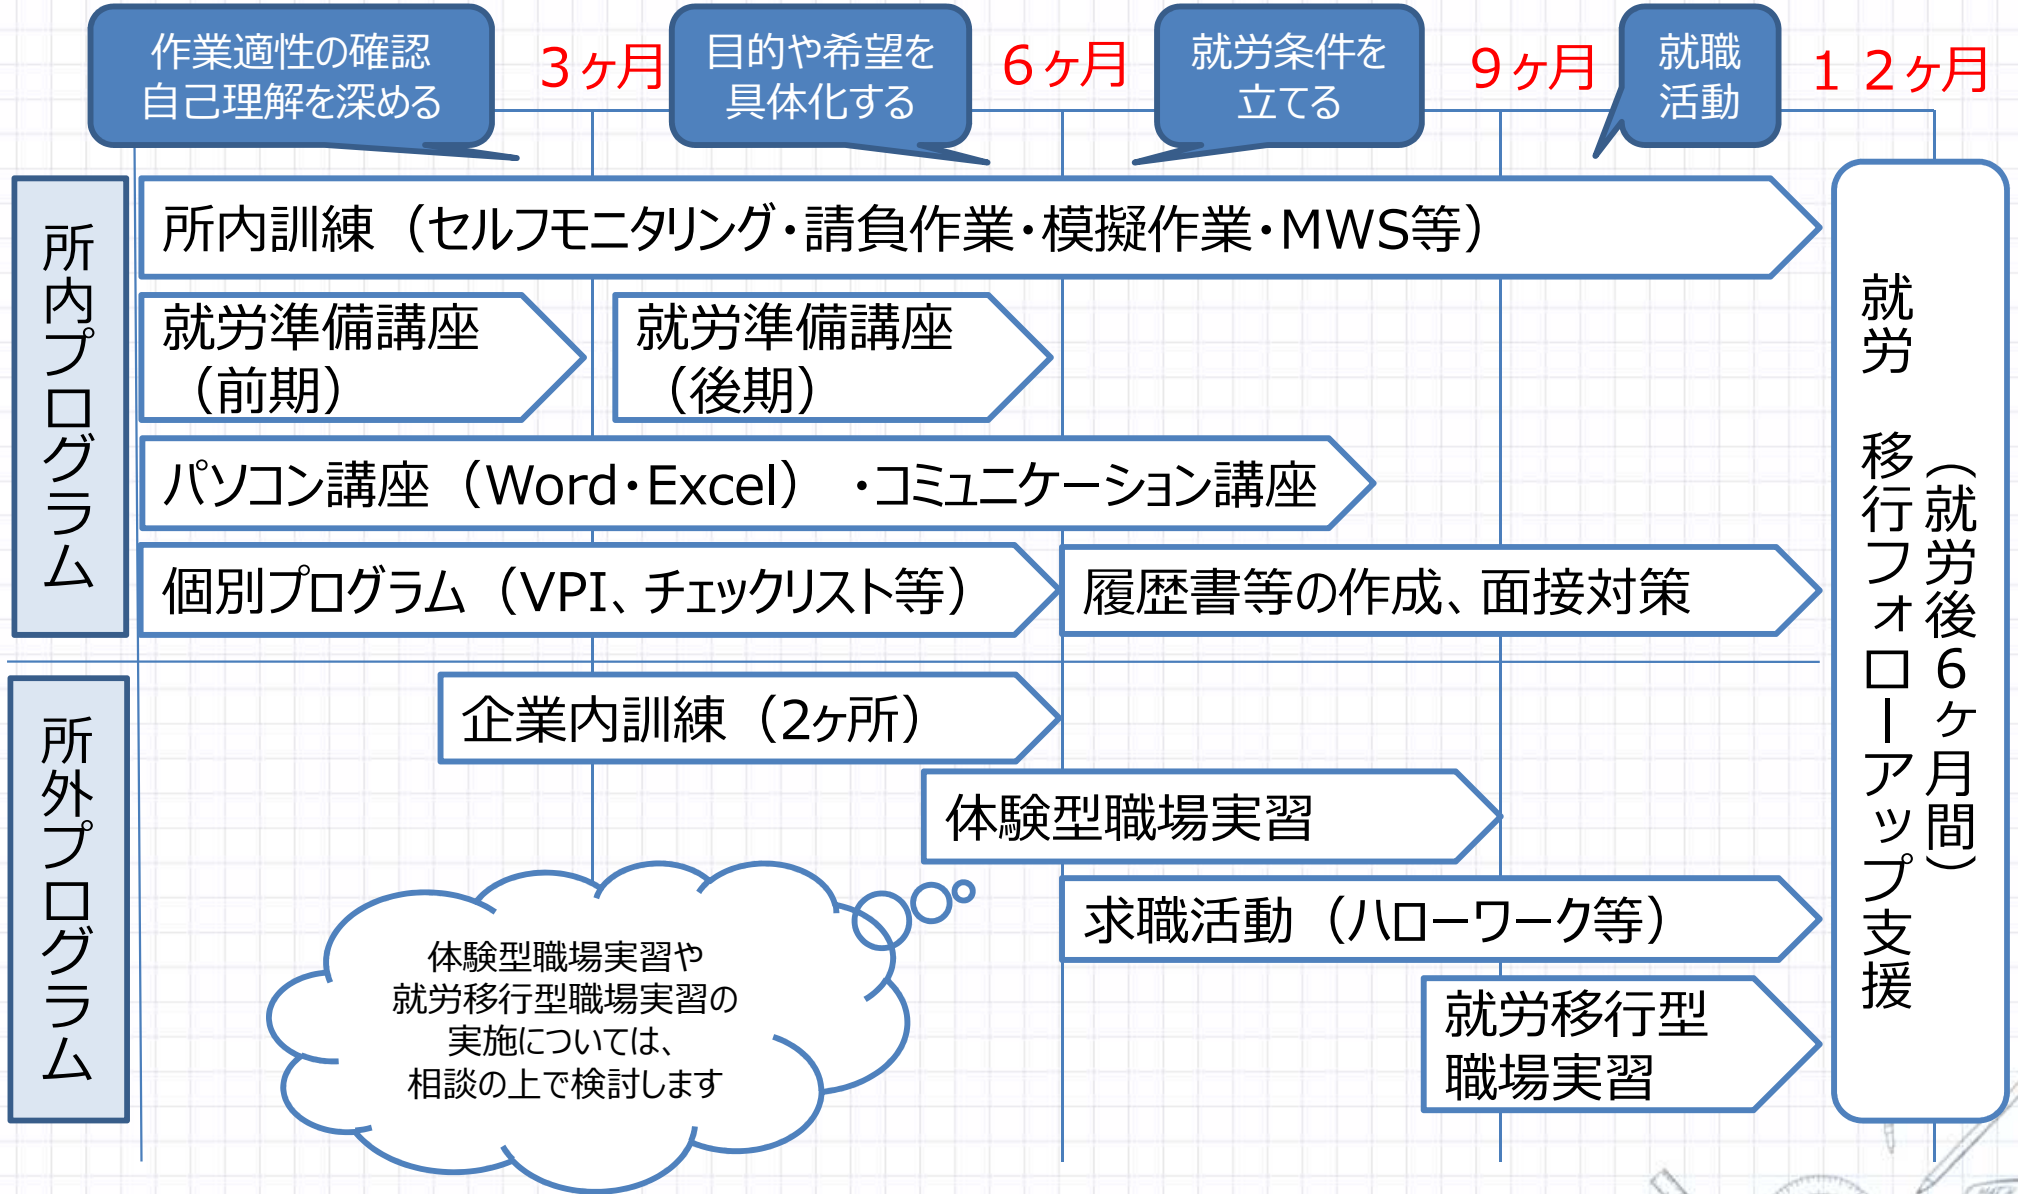 作業適性の確認
自己理解を深める
3ヶ月
目的や希望を
具体化する
6ヶ月
就労条件を
立てる
9ヶ月
就職
活動
１２ヶ月
所内プログラム
所内訓練（セルフモニタリング・請負作業・模擬作業・MWS等）
就労準備講座
（前期）
就労準備講座
（後期）
パソコン講座（Word・Excel）　・コミュニケーション講座
個別プログラム（VPI、チェックリスト等）
履歴書等の作成、面接対策
所外プログラム
企業内訓練（2ヶ所）
体験型職場実習
求職活動（ハローワーク等）
就労移行型
職場実習
体験型職場実習や
就労移行型職場実習の
実施については、
相談の上で検討します
就労　移行フォローアップ支援
（就労後６ヶ月間）